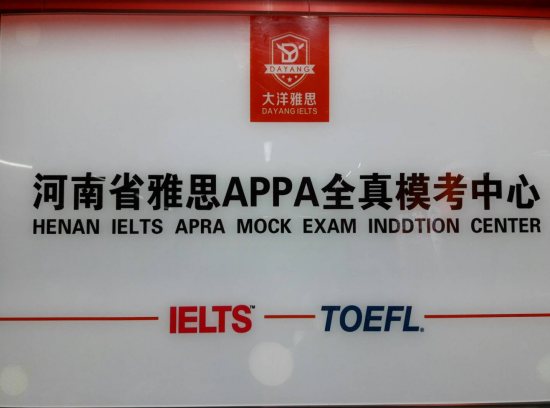 DAYANG
大洋雅思
DAYANG IELTS
河南省雅思APPA全真模考中心
HENAN IELTS APRA MOCK EXAM INDDTION CENTER
IELTS™ TOEFL®